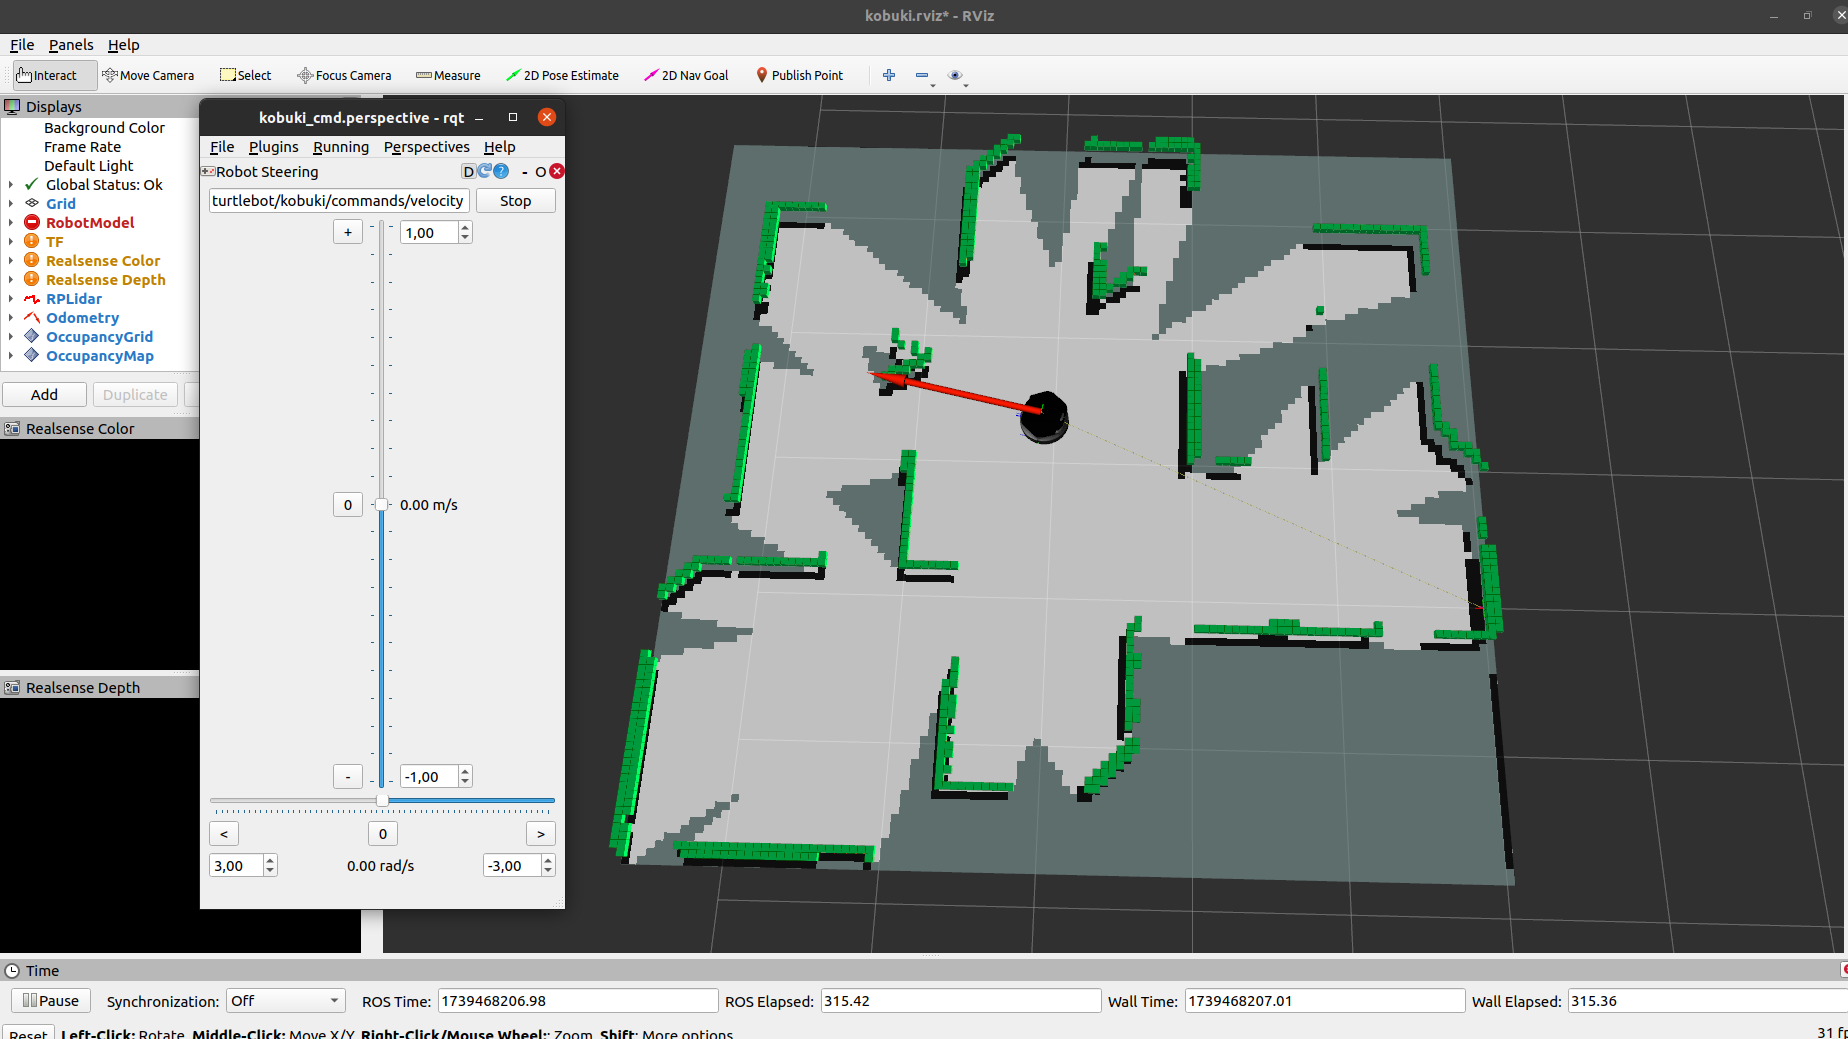 kobuki.rviz* - RViz
File Panels Help
Interact Move Camera Select Focus Camera Measure 2D Pose Estimate 2D Nav Goal Publish Point
Displays
Background Color
Frame Rate
Default Light
Global Status: Ok
Grid
RobotModel
TF
Realsense Color
Realsense Depth
RPLidar
Odometry
OccupancyGrid
OccupancyMap
Add Duplicate
Realsense Color
Realsense Depth
kobuki_cmd.perspective - rqt
File Plugins Running Perspectives Help
Robot Steering D ? - O
turtlebot/kobuki/commands/velocity Stop
+ 1,00
0 0.00 m/s
- -1,00
< 0 >
3,00 0.00 rad/s -3,00
Time
Pause Synchronization: Off ROS Time: 1739468206.98 ROS Elapsed: 315.42 Wall Time: 1739468207.01 Wall Elapsed: 315.36
Reset Left-Click: Rotate. Middle-Click: Move X/Y. Right-Click/Mouse Wheel:: Zoom. Shift: More options. 31 fp